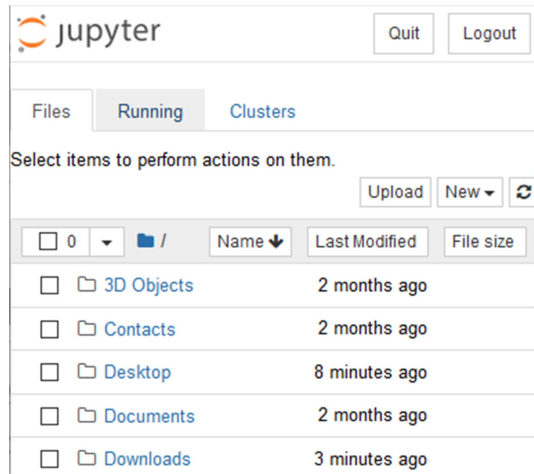 jupyter Quit Logout
Files Running Clusters
Select items to perform actions on them.
Upload New
0 / Name Last Modified File size
3D Objects 2 months ago
Contacts 2 months ago
Desktop 8 minutes ago
Documents 2 months ago
Downloads 3 minutes ago